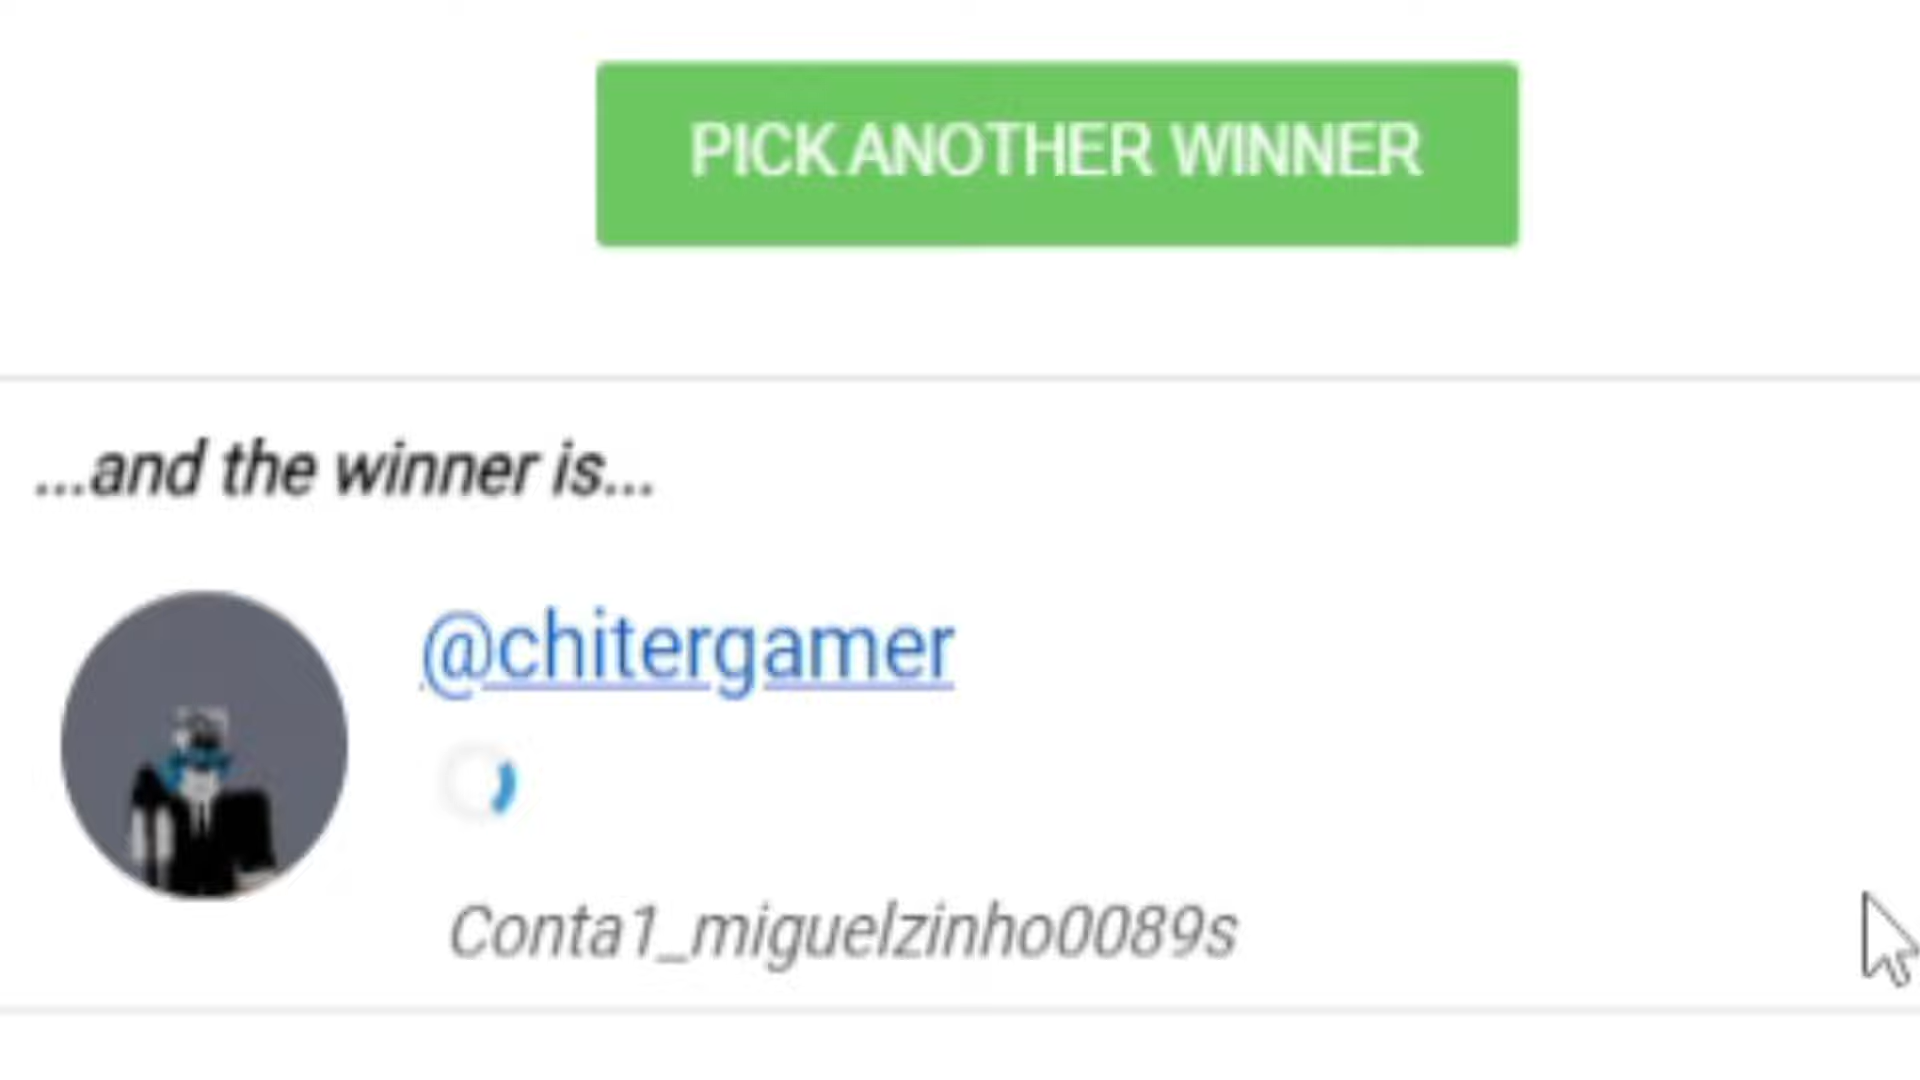 PICK ANOTHER WINNER
...and the winner is...
@chitergamer
Conta1_miguelzinho0089s